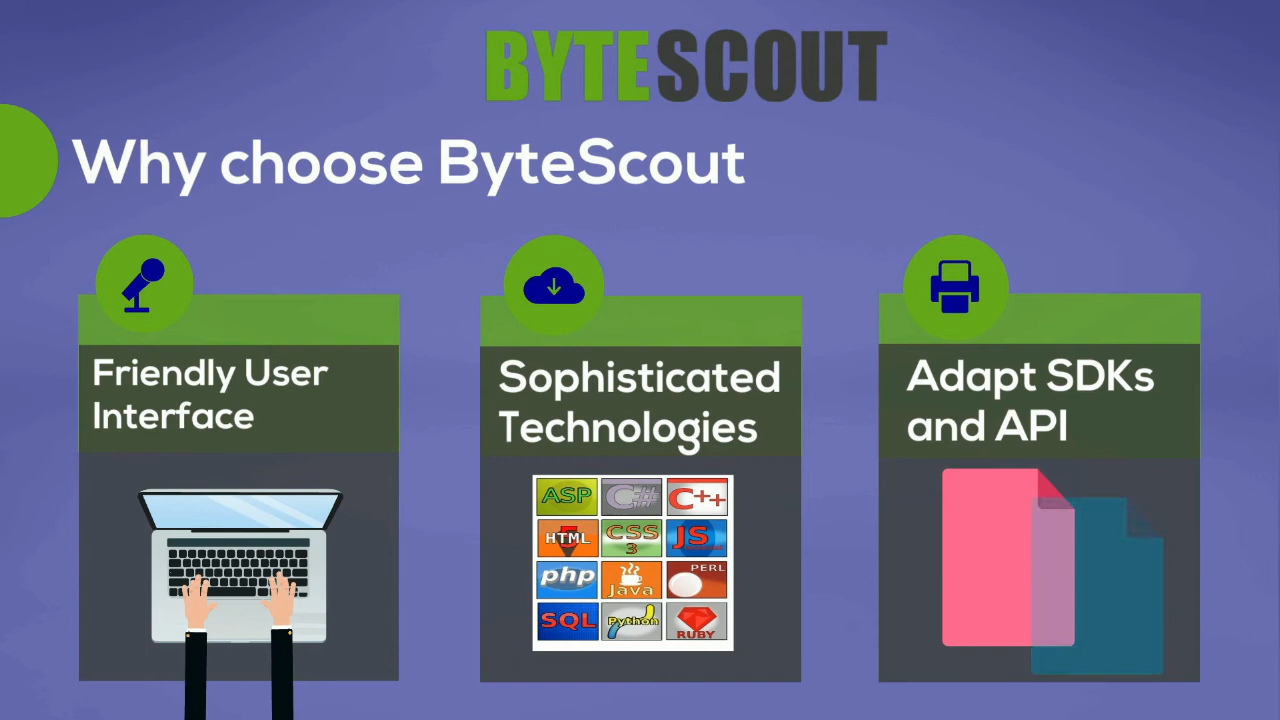 BYTESCOUT
Why choose ByteScout
Friendly User
Interface
Sophisticated
Technologies
Adapt SDKs
and API
ASP C# C++
HTML 5 CSS 3 JS
php Java PERL
SQL Python RUBY